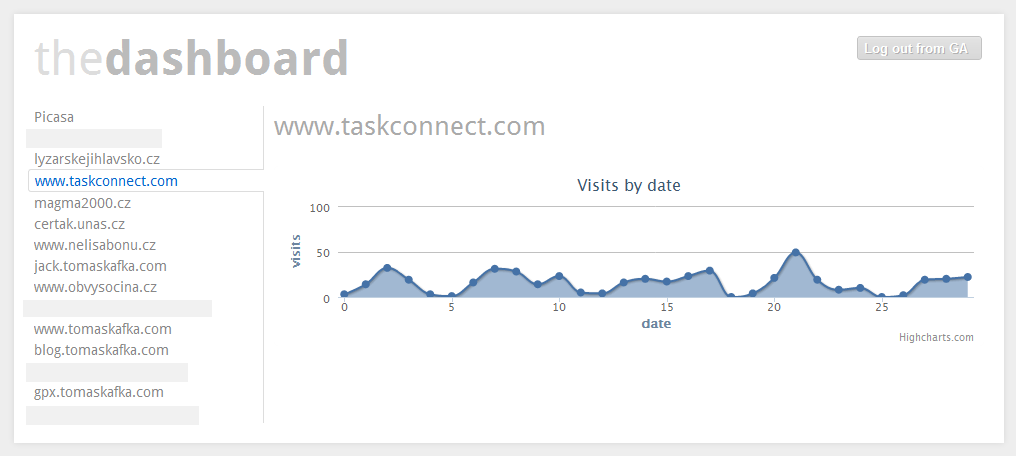 thedashboard
Log out from GA
Picasa
lyzarskejihlavsko.cz
www.taskconnect.com
magma2000.cz
certak.unas.cz
www.nelisabonu.cz
jack.tomaskafka.com
www.obvysocina.cz
www.tomaskafka.com
blog.tomaskafka.com
gpx.tomaskafka.com
www.taskconnect.com
Visits by date
100
50
0
visits
0 5 10 15 20 25
date
Highcharts.com